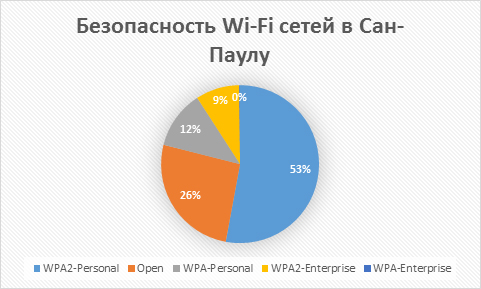 Безопасность Wi-Fi сетей в Сан-
Паулу
9%
0%
12%
53%
26%
WPA2-Personal Open WPA-Personal WPA2-Enterprise WPA-Enterprise